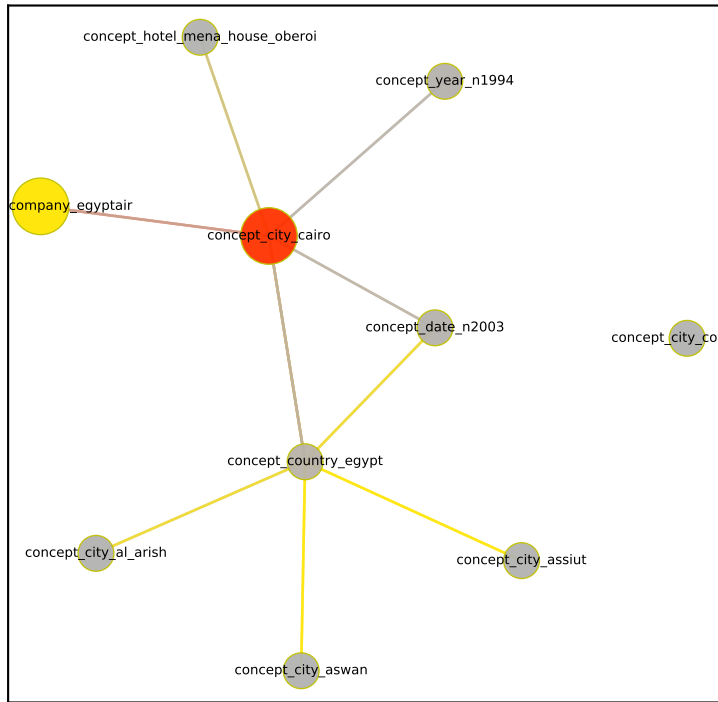 concept_hotel_mena_house_oberoi
concept_year_n1994
company_egyptair
concept_city_cairo
concept_date_n2003
concept_city_co
concept_country_egypt
concept_city_al_arish
concept_city_assiut
concept_city_aswan